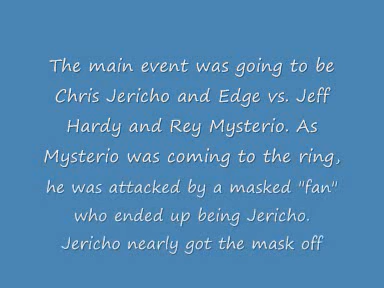 The main event was going to be
Chris Jericho and Edge vs. Jeff
Hardy and Rey Mysterio. As
Mysterio was coming to the ring,
he was attacked by a masked "fan"
who ended up being Jericho.
Jericho nearly got the mask off